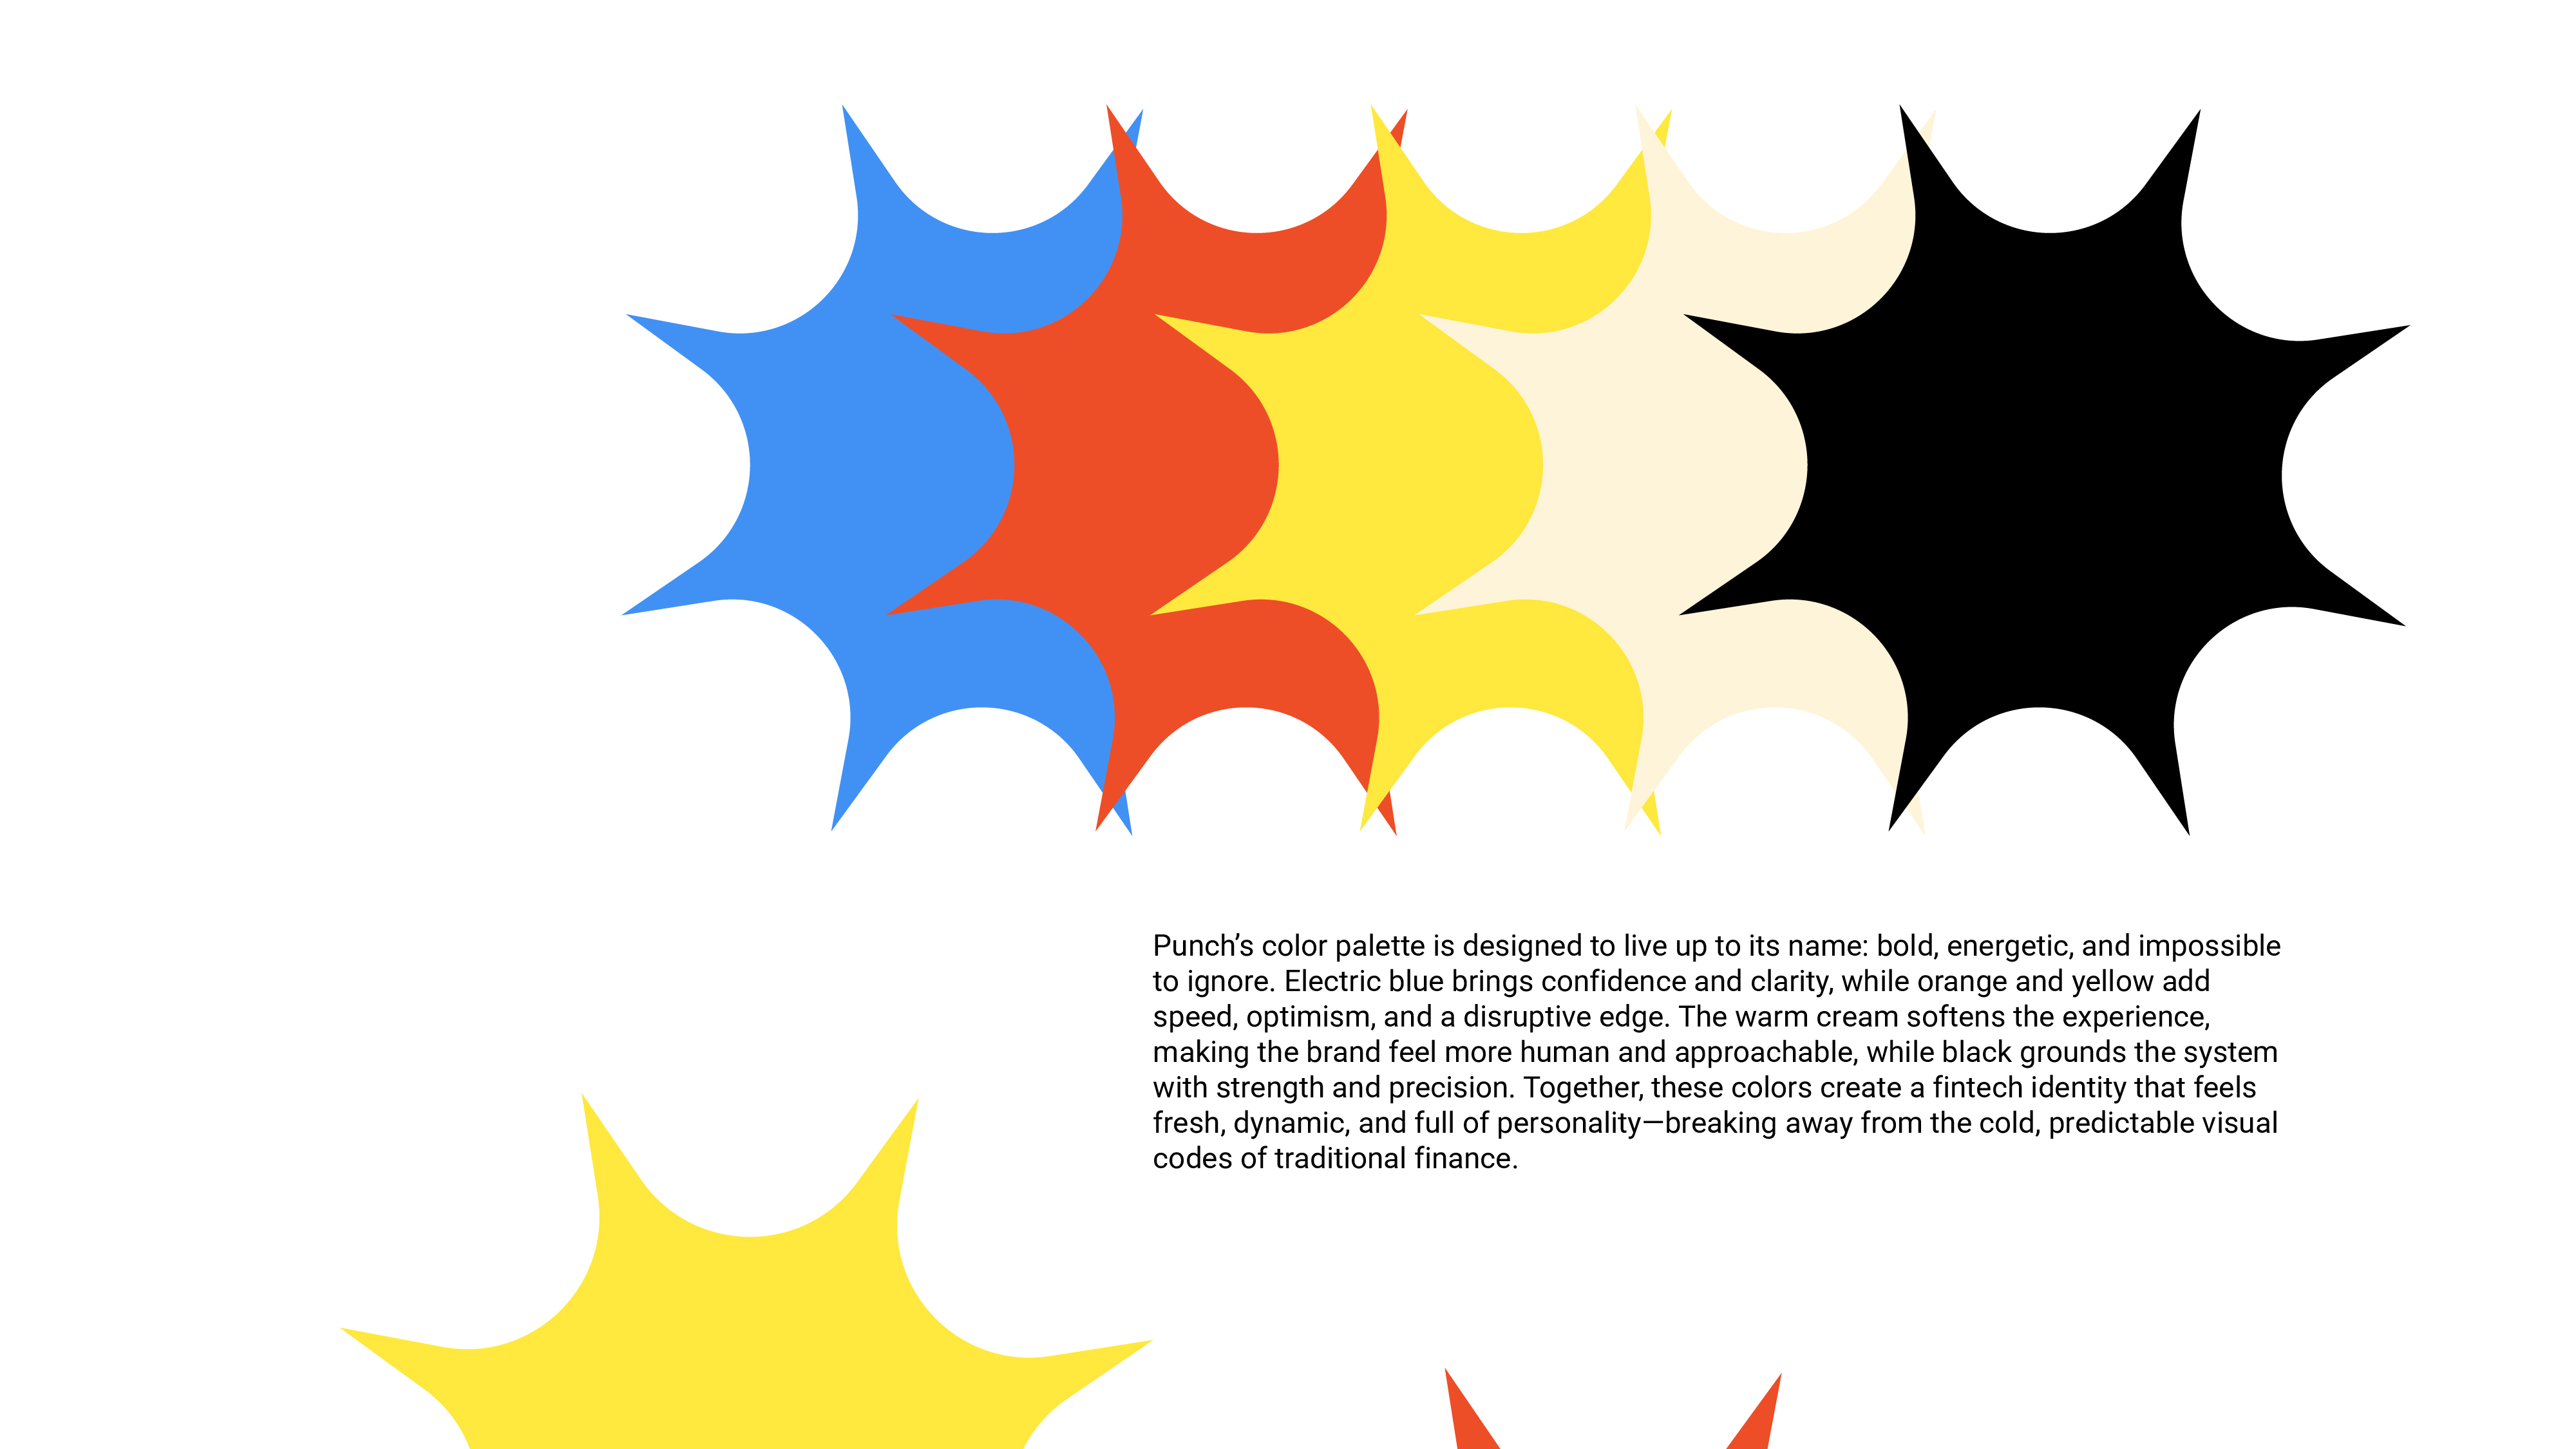 Punch’s color palette is designed to live up to its name: bold, energetic, and impossible
to ignore. Electric blue brings confidence and clarity, while orange and yellow add
speed, optimism, and a disruptive edge. The warm cream softens the experience,
making the brand feel more human and approachable, while black grounds the system
with strength and precision. Together, these colors create a fintech identity that feels
fresh, dynamic, and full of personality—breaking away from the cold, predictable visual
codes of traditional finance.